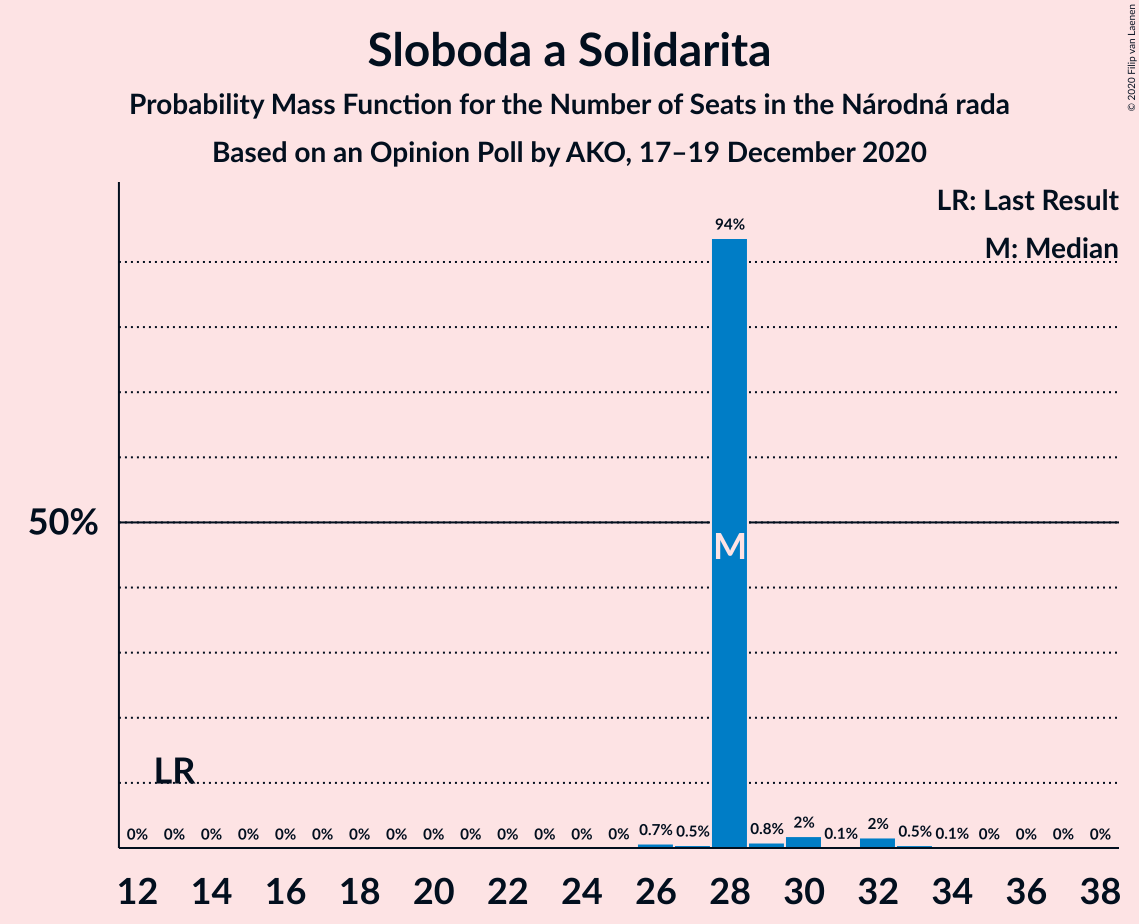 Sloboda a Solidarita
Probability Mass Function for the Number of Seats in the Národná rada
Based on an Opinion Poll by AKO, 17–19 December 2020
© 2020 Filip van Laenen
LR: Last Result
M: Median
94%
50%
M
LR
0% 0% 0% 0% 0% 0% 0% 0% 0% 0% 0% 0% 0% 0% 0.7% 0.5% 0.8% 2% 0.1% 2% 0.5% 0.1% 0% 0% 0% 0%
12 14 16 18 20 22 24 26 28 30 32 34 36 38